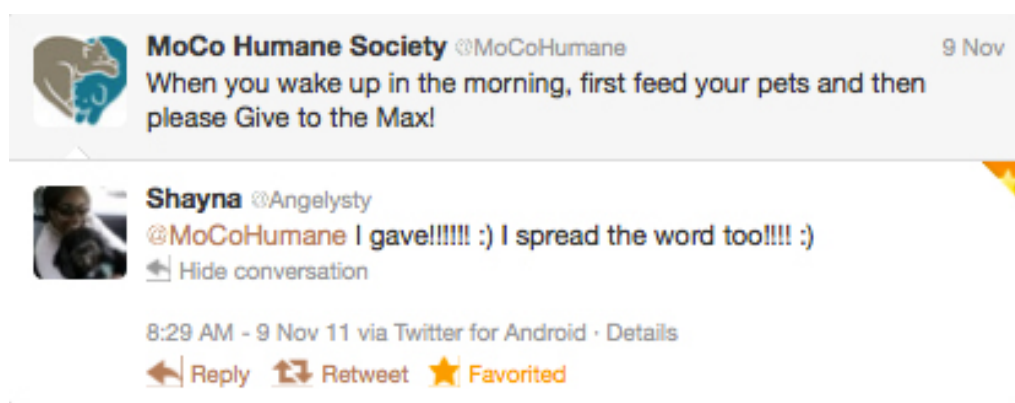 MoCo Humane Society @MoCoHumane 9 Nov
When you wake up in the morning, first feed your pets and then
please Give to the Max!
Shayna @Angelysty
@MoCoHumane I gave!!!!!! :) I spread the word too!!!! :)
Hide conversation
8:29 AM - 9 Nov 11 via Twitter for Android · Details
Reply Retweet Favorited